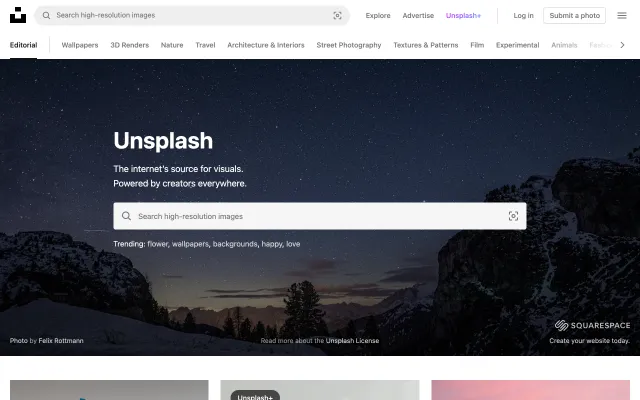 Search high-resolution images
Explore
Advertise
Unsplash+
Log in
Submit a photo
Editorial
Wallpapers
3D Renders
Nature
Travel
Architecture & Interiors
Street Photography
Textures & Patterns
Film
Experimental
Animals
Unsplash
The internet's source for visuals.
Powered by creators everywhere.
Search high-resolution images
Trending: flower, wallpapers, backgrounds, happy, love
SQUARESPACE
Photo by Felix Rottmann
Read more about the Unsplash License
Create your website today.
Unsplash+